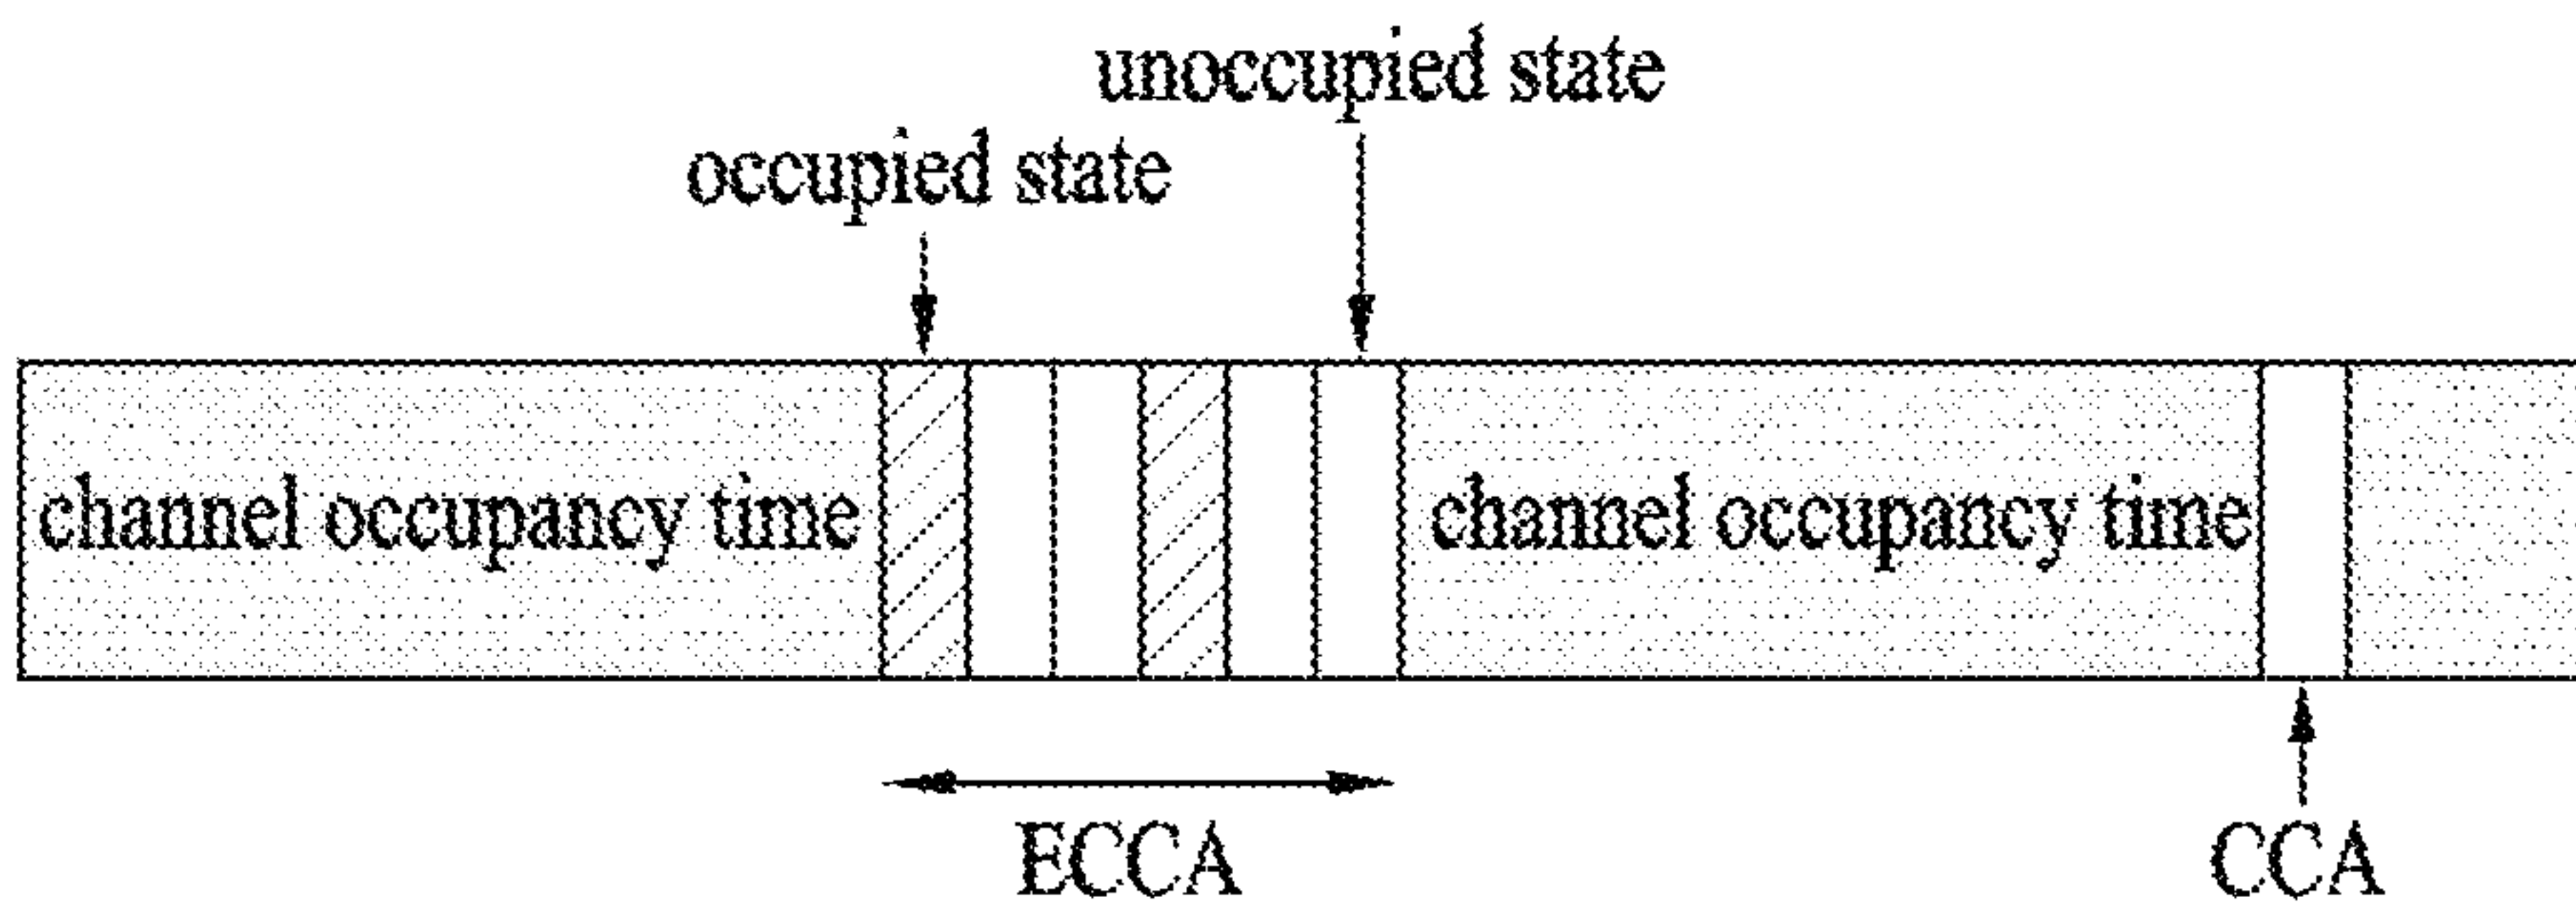 unoccupied state
occupied state
channel occupancy time
channel occupancy time
ECCA
CCA